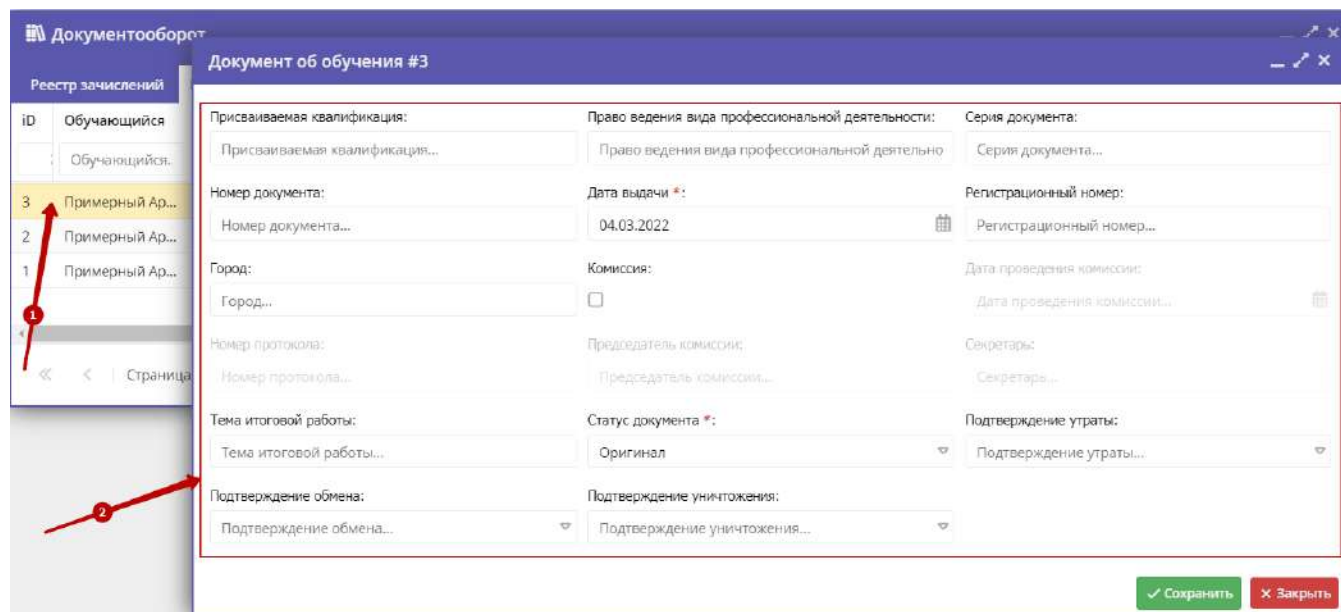 Документооборот
Документ об обучения #3
Реестр зачислений
iD Обучающийся
Обучающийся.
3 Примерный Ар...
2 Примерный Ар...
1 Примерный Ар...
1
« < Страница
Присваиваемая квалификация: Право ведения вида профессиональной деятельности: Серия документа:
Присваиваемая квалификация... Право ведения вида профессиональной деятельно Серия документа...
Номер документа: Дата выдачи *: Регистрационный номер:
Номер документа... 04.03.2022 Регистрационный номер...
Город: Комиссия: Дата проведения комиссии:
Город... Дата проведения комиссии...
Номер протокола: Председатель комиссии: Секретарь:
Номер протокола... Председатель комиссии... Секретарь...
Тема итоговой работы: Статус документа *: Подтверждение утраты:
Тема итоговой работы... Оригинал Подтверждение утраты...
2
Подтверждение обмена: Подтверждение уничтожения:
Подтверждение обмена... Подтверждение уничтожения...
Сохранить × Закрыть